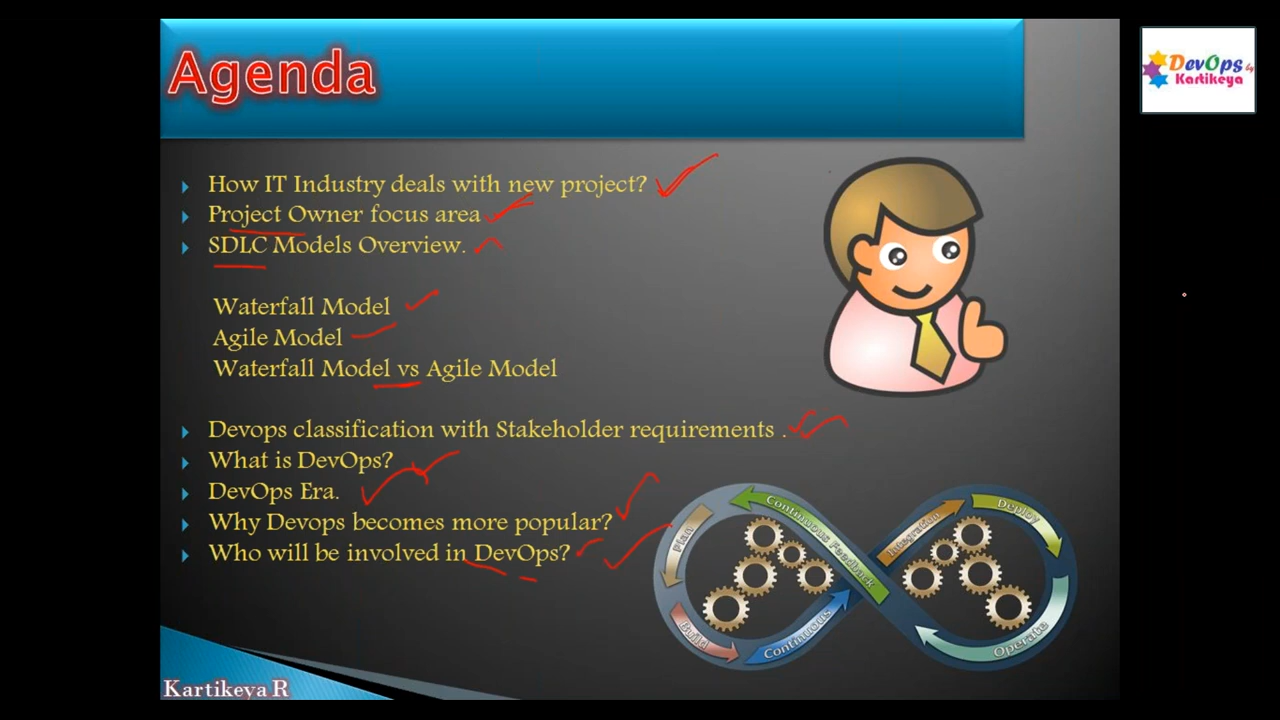 Agenda
DevOps by
Kartikeya
How IT Industry deals with new project?
Project Owner focus area
SDLC Models Overview.
Waterfall Model
Agile Model
Waterfall Model vs Agile Model
Devops classification with Stakeholder requirements .
What is DevOps?
DevOps Era.
Why Devops becomes more popular?
Who will be involved in DevOps?
Continuous Feedback
Integration
Deploy
Plan
Build
Continuous
Operate
Kartikeya R